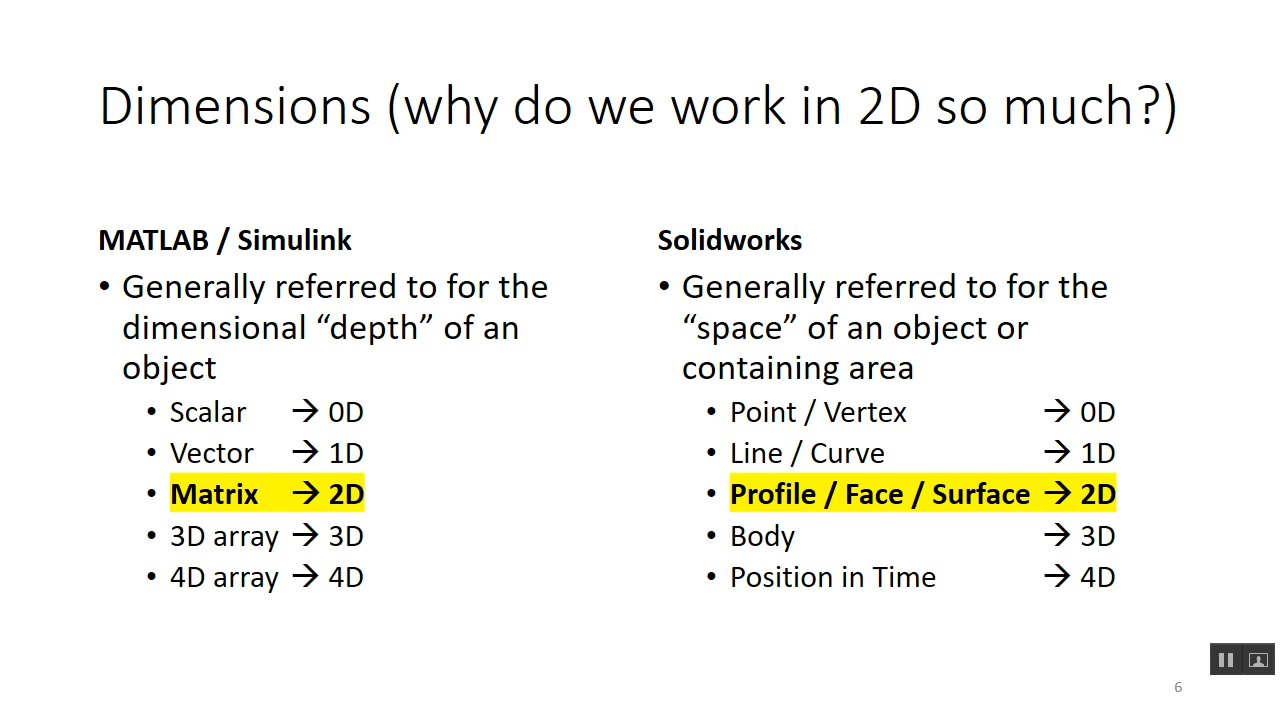 Dimensions (why do we work in 2D so much?)
MATLAB / Simulink
• Generally referred to for the
dimensional “depth” of an
object
• Scalar → 0D
• Vector → 1D
• Matrix → 2D
• 3D array → 3D
• 4D array → 4D
Solidworks
• Generally referred to for the
“space” of an object or
containing area
• Point / Vertex → 0D
• Line / Curve → 1D
• Profile / Face / Surface → 2D
• Body → 3D
• Position in Time → 4D
6